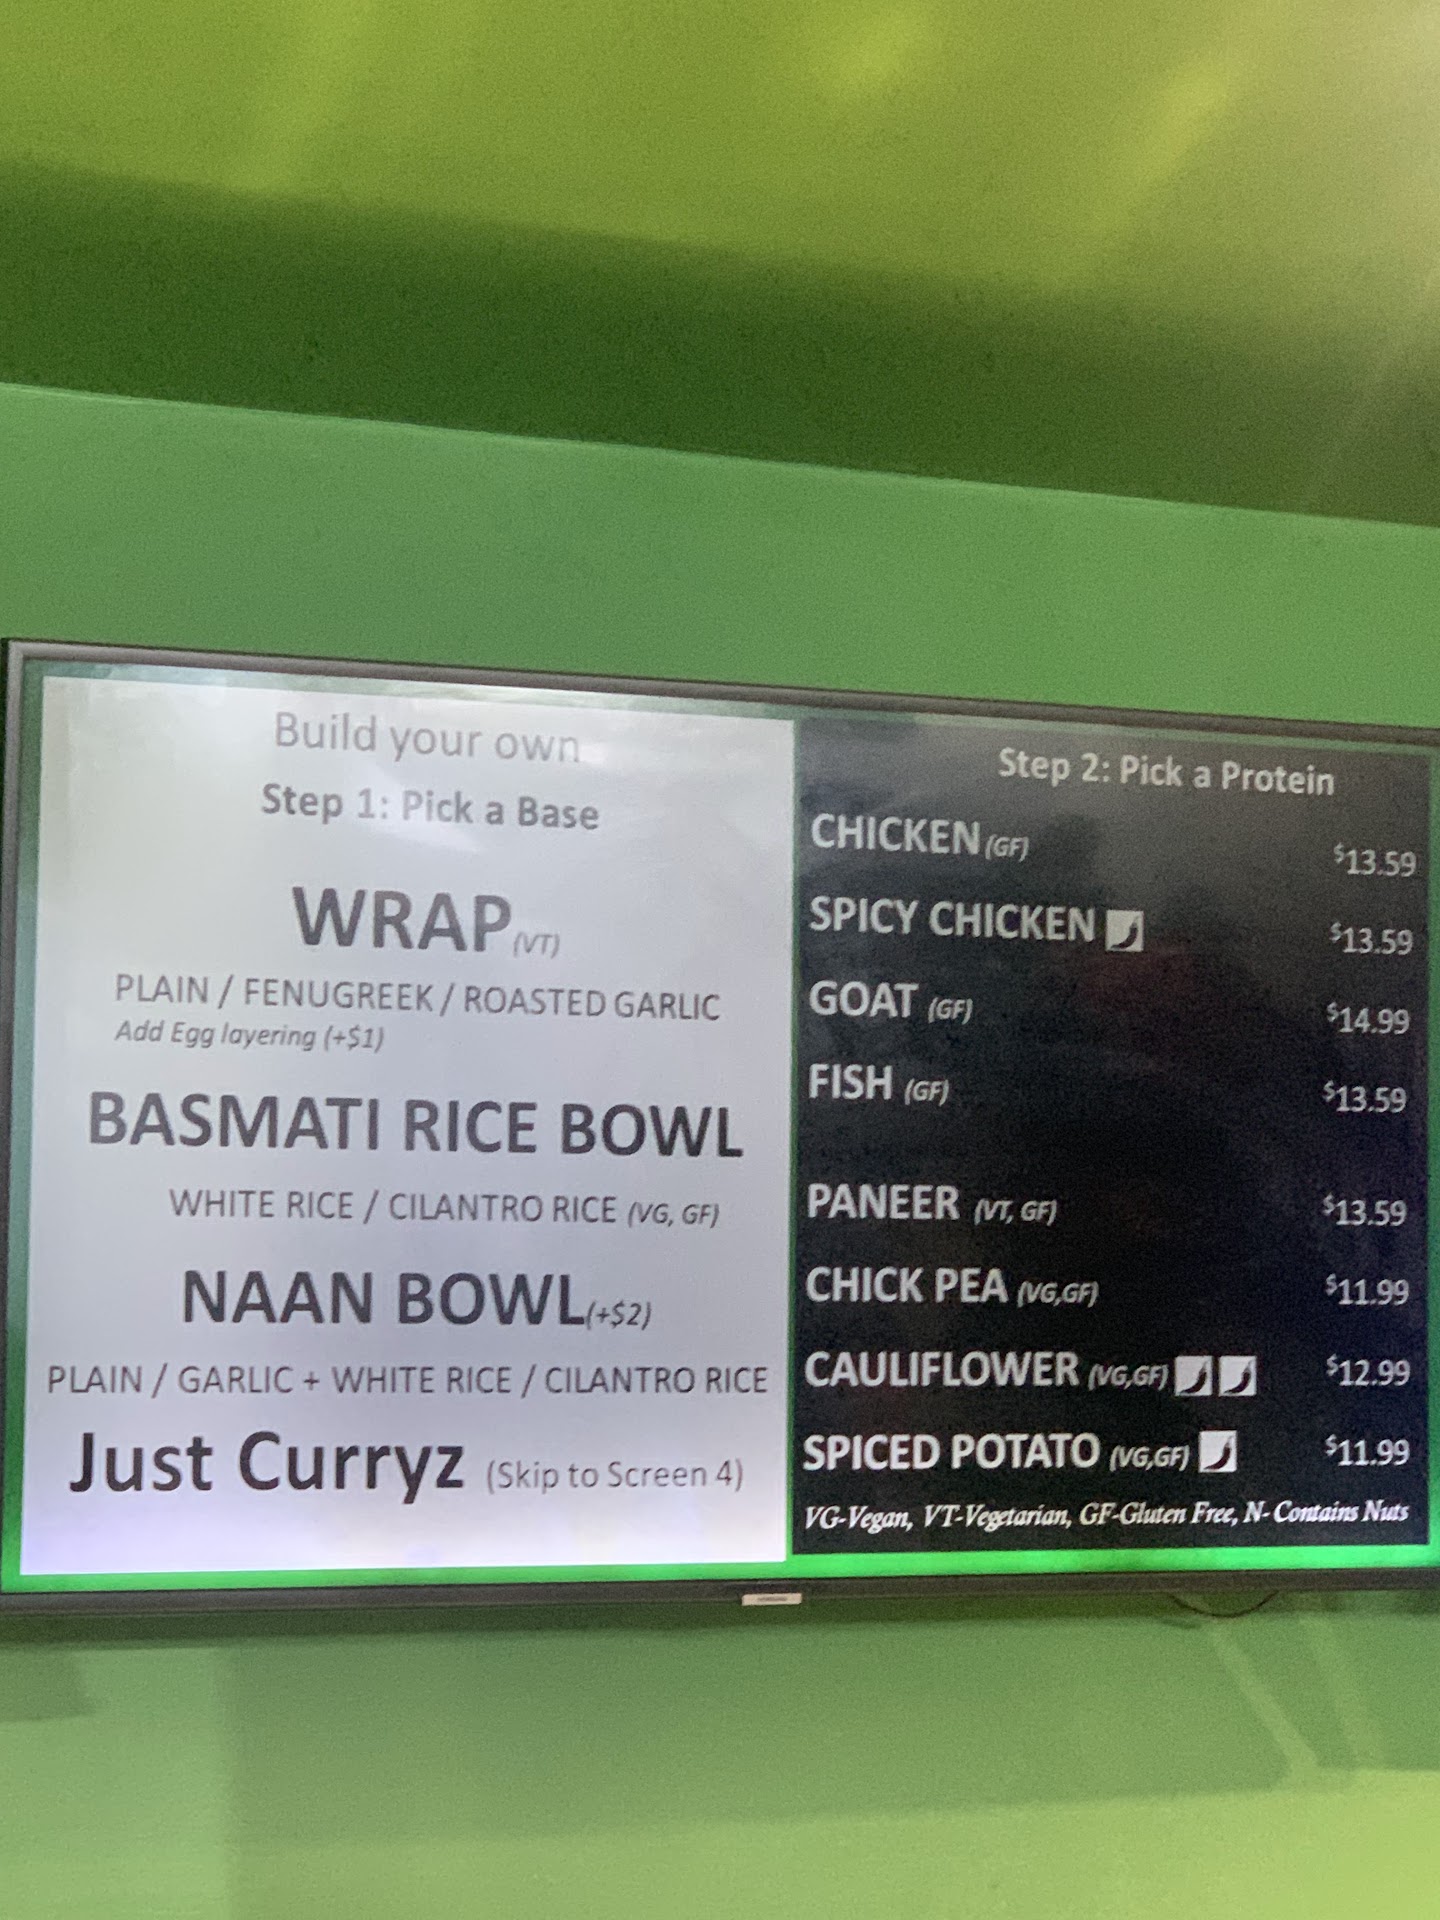 Build your own
Step 1: Pick a Base
WRAP (VT)
PLAIN / FENUGREEK / ROASTED GARLIC
Add Egg layering (+$1)
BASMATI RICE BOWL
WHITE RICE / CILANTRO RICE (VG, GF)
NAAN BOWL (+$2)
PLAIN / GARLIC + WHITE RICE / CILANTRO RICE
Just Curryz (Skip to Screen 4)
Step 2: Pick a Protein
CHICKEN (GF) $13.59
SPICY CHICKEN $13.59
GOAT (GF) $14.99
FISH (GF) $13.59
PANEER (VT, GF) $13.59
CHICK PEA (VG,GF) $11.99
CAULIFLOWER (VG,GF) $12.99
SPICED POTATO (VG,GF) $11.99
VG-Vegan, VT-Vegetarian, GF-Gluten Free, N- Contains Nuts